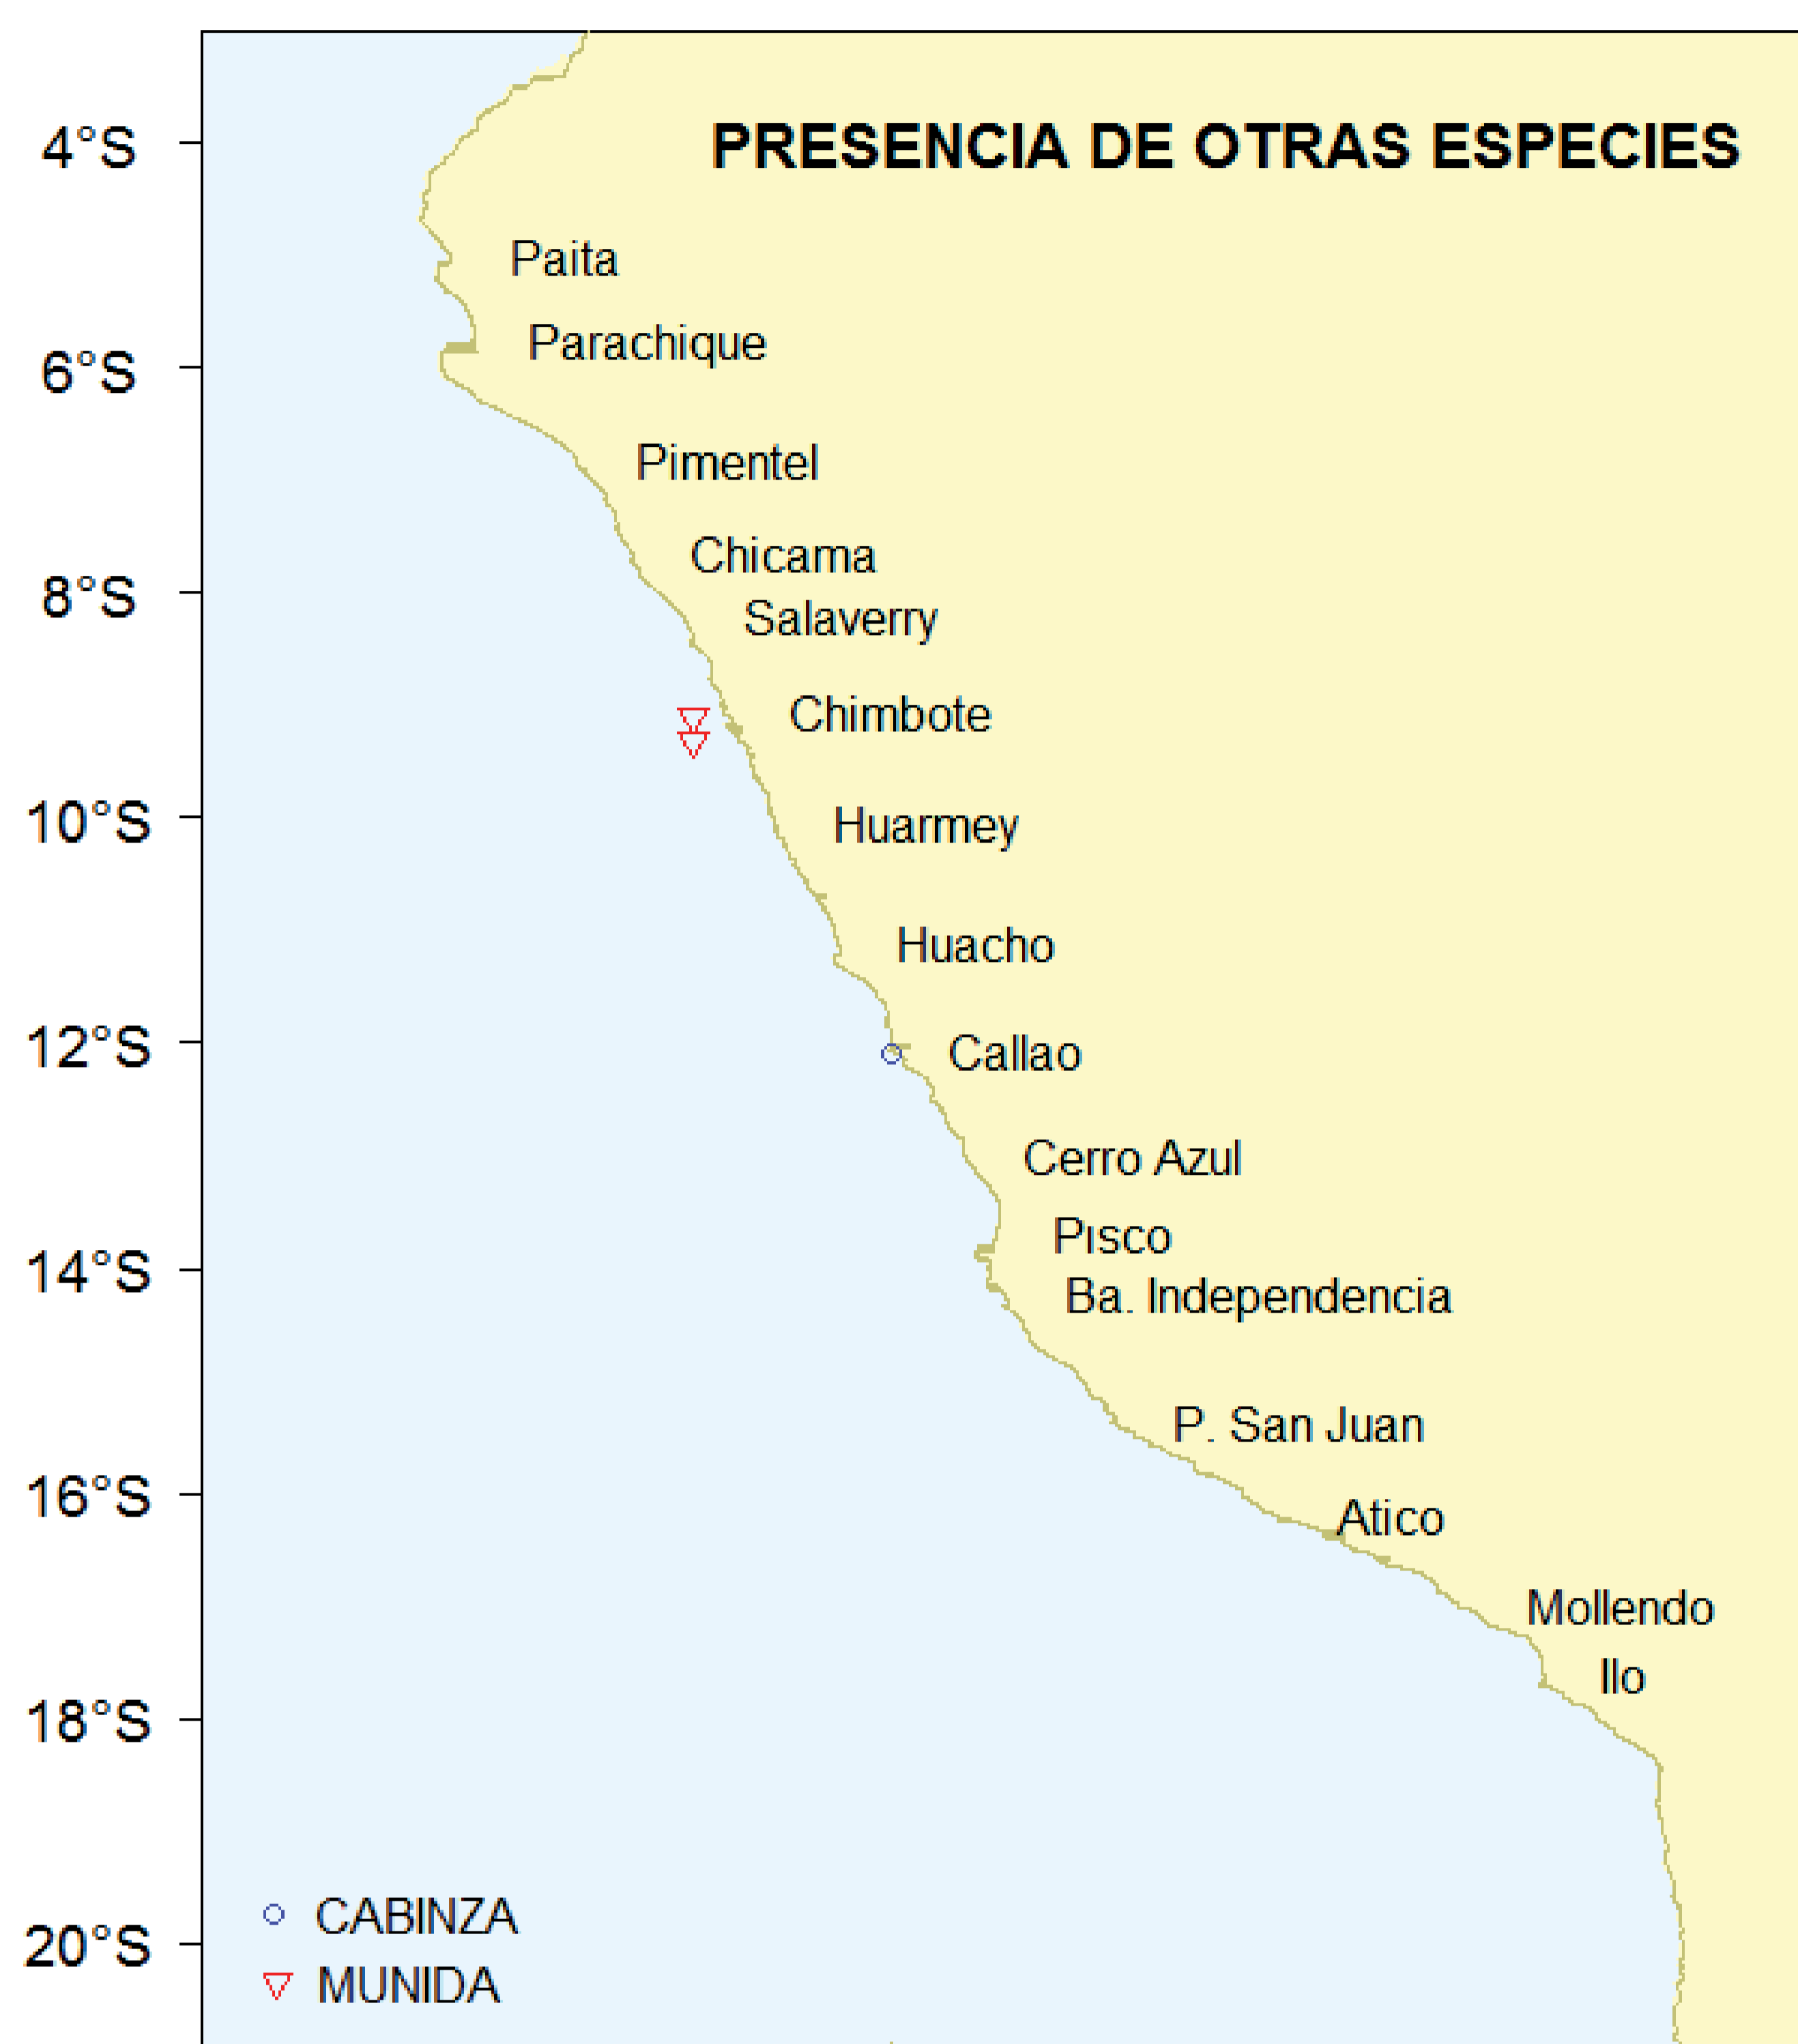 PRESENCIA DE OTRAS ESPECIES
4°S
Paita
Parachique
6°S
Pimentel
Chicama
8°S
Salaverry
Chimbote
10°S
Huarmey
Huacho
12°S
Callao
Cerro Azul
Pisco
14°S
Ba. Independencia
P. San Juan
16°S
Atico
Mollendo
Ilo
18°S
CABINZA
20°S
MUNIDA